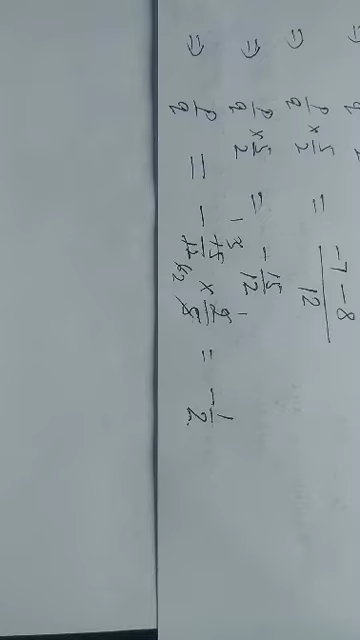 ⇒ p/q × 5/2 = (-7-8)/12
⇒ p/q × 5/2 = - 15/12
⇒ p/q = - 15/12 × 2/5 = - 1/2